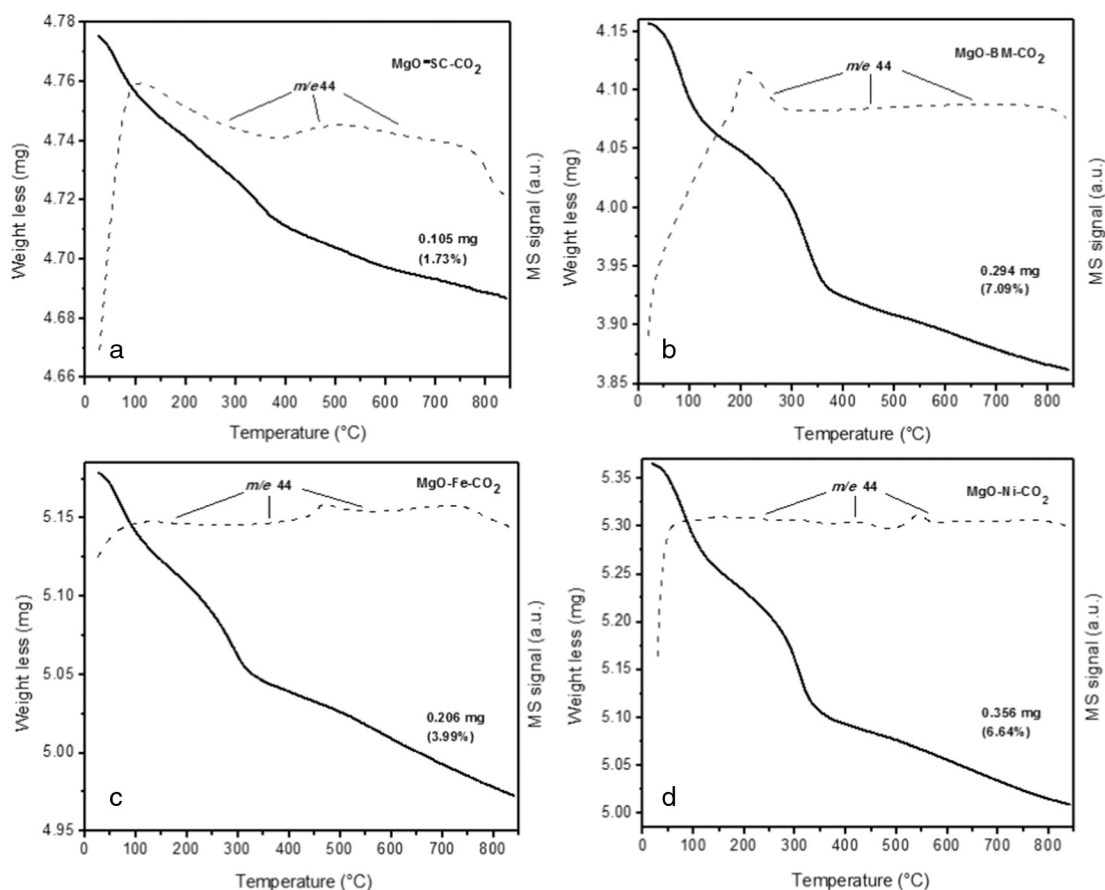 4.78
4.76
4.74
4.72
4.70
4.68
4.66
Weight less (mg)
MgO=SC-CO₂
m/e 44
0.105 mg
(1.73%)
a
MS signal (a.u.)
0 100 200 300 400 500 600 700 800
Temperature (°C)
4.15
4.10
4.05
4.00
3.95
3.90
3.85
Weight less (mg)
MgO-BM-CO₂
m/e 44
0.294 mg
(7.09%)
b
MS signal (a.u.)
0 100 200 300 400 500 600 700 800
Temperature (°C)
5.15
5.10
5.05
5.00
4.95
Weight less (mg)
MgO-Fe-CO₂
m/e 44
0.206 mg
(3.99%)
c
MS signal (a.u.)
0 100 200 300 400 500 600 700 800
Temperature (°C)
5.35
5.30
5.25
5.20
5.15
5.10
5.05
5.00
Weight less (mg)
MgO-Ni-CO₂
m/e 44
0.356 mg
(6.64%)
d
MS signal (a.u.)
0 100 200 300 400 500 600 700 800
Temperature (°C)